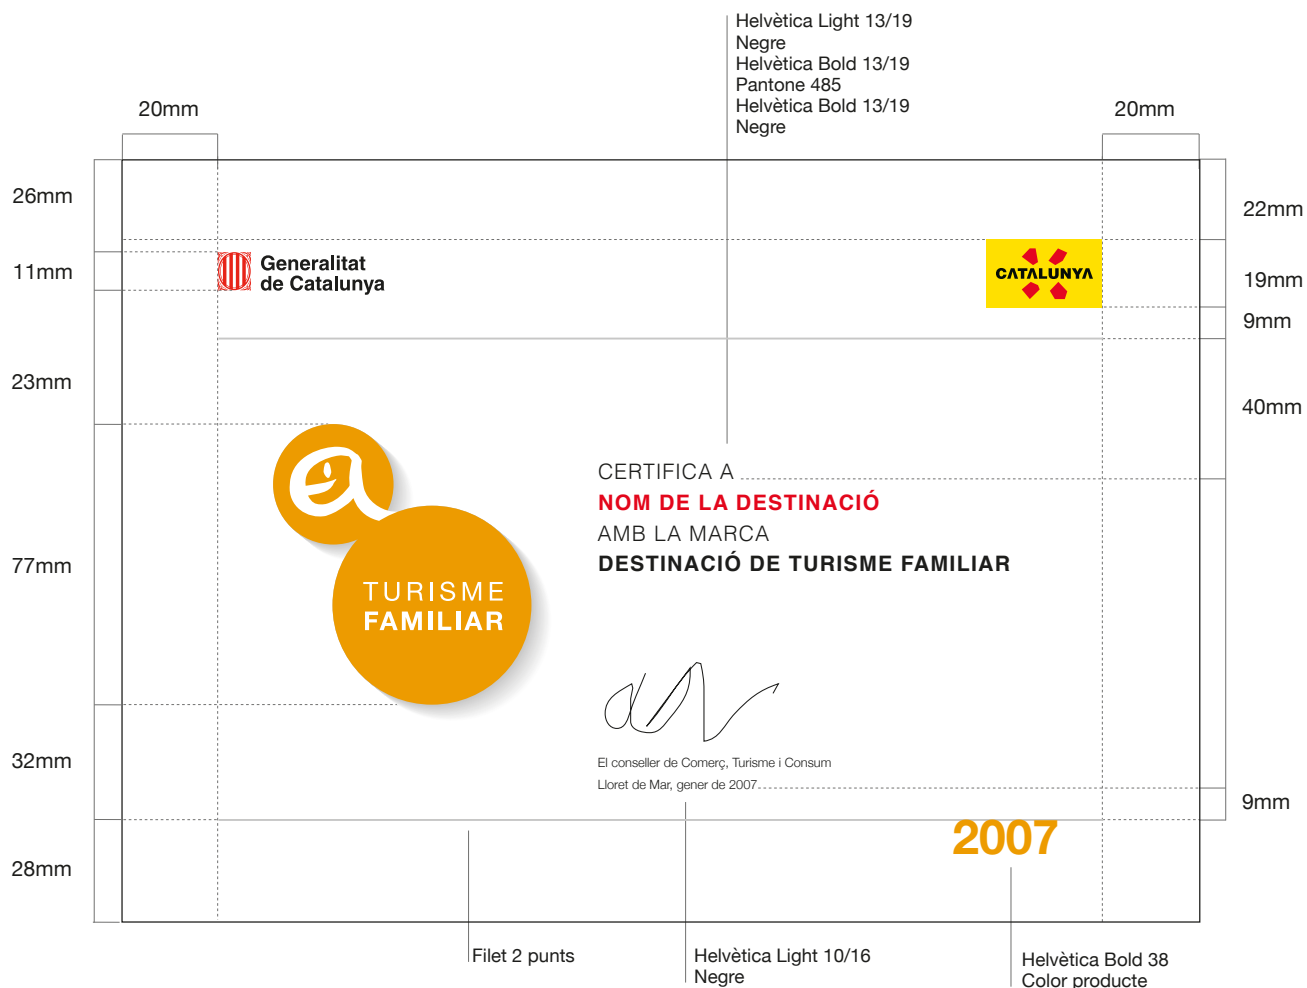 Helvètica Light 13/19
Negre
Helvètica Bold 13/19
Pantone 485
Helvètica Bold 13/19
Negre
20mm
20mm
26mm
22mm
11mm
Generalitat
de Catalunya
CATALUNYA
19mm
9mm
23mm
40mm
CERTIFICA A
NOM DE LA DESTINACIÓ
AMB LA MARCA
DESTINACIÓ DE TURISME FAMILIAR
77mm
TURISME
FAMILIAR
32mm
El conseller de Comerç, Turisme i Consum
Lloret de Mar, gener de 2007
9mm
2007
28mm
Filet 2 punts
Helvètica Light 10/16
Negre
Helvètica Bold 38
Color producte